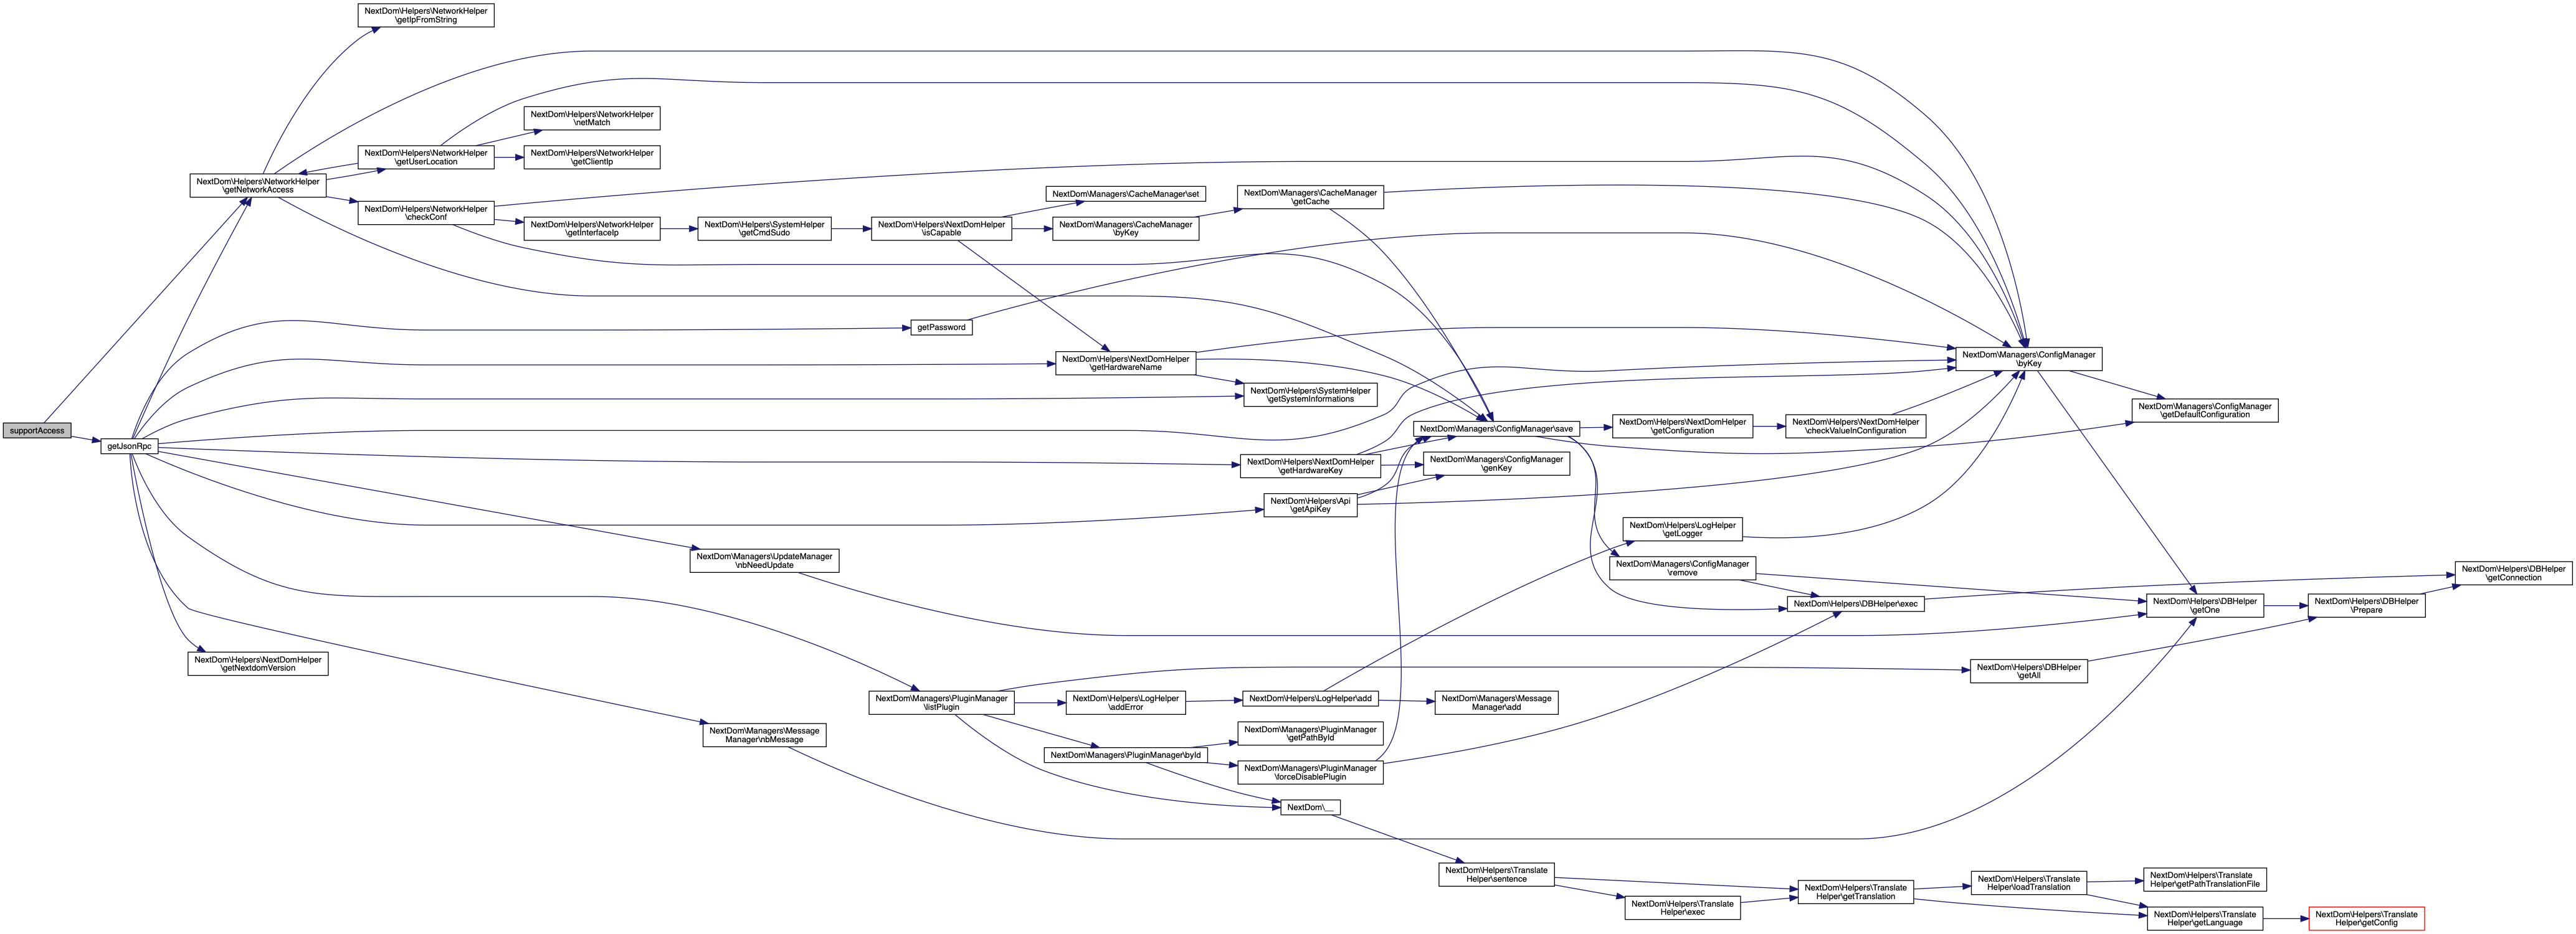 NextDom\Helpers\NetworkHelper
\getIpFromString
NextDom\Helpers\NetworkHelper
\netMatch
NextDom\Helpers\NetworkHelper
\getUserLocation
NextDom\Helpers\NetworkHelper
\getClientIp
NextDom\Helpers\NetworkHelper
\getNetworkAccess
NextDom\Helpers\NetworkHelper
\checkConf
NextDom\Helpers\NetworkHelper
\getInterfaceIp
NextDom\Helpers\SystemHelper
\getCmdSudo
NextDom\Helpers\NextDomHelper
\isCapable
NextDom\Managers\CacheManager\set
NextDom\Managers\CacheManager
\byKey
NextDom\Managers\CacheManager
\getCache
getPassword
NextDom\Helpers\NextDomHelper
\getHardwareName
NextDom\Helpers\SystemHelper
\getSystemInformations
NextDom\Managers\ConfigManager
\byKey
NextDom\Managers\ConfigManager
\getDefaultConfiguration
supportAccess
getJsonRpc
NextDom\Managers\ConfigManager\save
NextDom\Helpers\NextDomHelper
\getConfiguration
NextDom\Helpers\NextDomHelper
\checkValueInConfiguration
NextDom\Helpers\NextDomHelper
\getHardwareKey
NextDom\Managers\ConfigManager
\genKey
NextDom\Helpers\Api
\getApiKey
NextDom\Helpers\LogHelper
\getLogger
NextDom\Managers\UpdateManager
\nbNeedUpdate
NextDom\Managers\ConfigManager
\remove
NextDom\Helpers\DBHelper
\getConnection
NextDom\Helpers\DBHelper\exec
NextDom\Helpers\DBHelper
\getOne
NextDom\Helpers\DBHelper
\Prepare
NextDom\Helpers\NextDomHelper
\getNextdomVersion
NextDom\Helpers\DBHelper
\getAll
NextDom\Managers\PluginManager
\listPlugin
NextDom\Helpers\LogHelper
\addError
NextDom\Helpers\LogHelper\add
NextDom\Managers\Message
Manager\add
NextDom\Managers\Message
Manager\nbMessage
NextDom\Managers\PluginManager
\getPathById
NextDom\Managers\PluginManager\byId
NextDom\Managers\PluginManager
\forceDisablePlugin
NextDom\__
NextDom\Helpers\Translate
Helper\sentence
NextDom\Helpers\Translate
Helper\exec
NextDom\Helpers\Translate
Helper\getTranslation
NextDom\Helpers\Translate
Helper\loadTranslation
NextDom\Helpers\Translate
Helper\getPathTranslationFile
NextDom\Helpers\Translate
Helper\getLanguage
NextDom\Helpers\Translate
Helper\getConfig